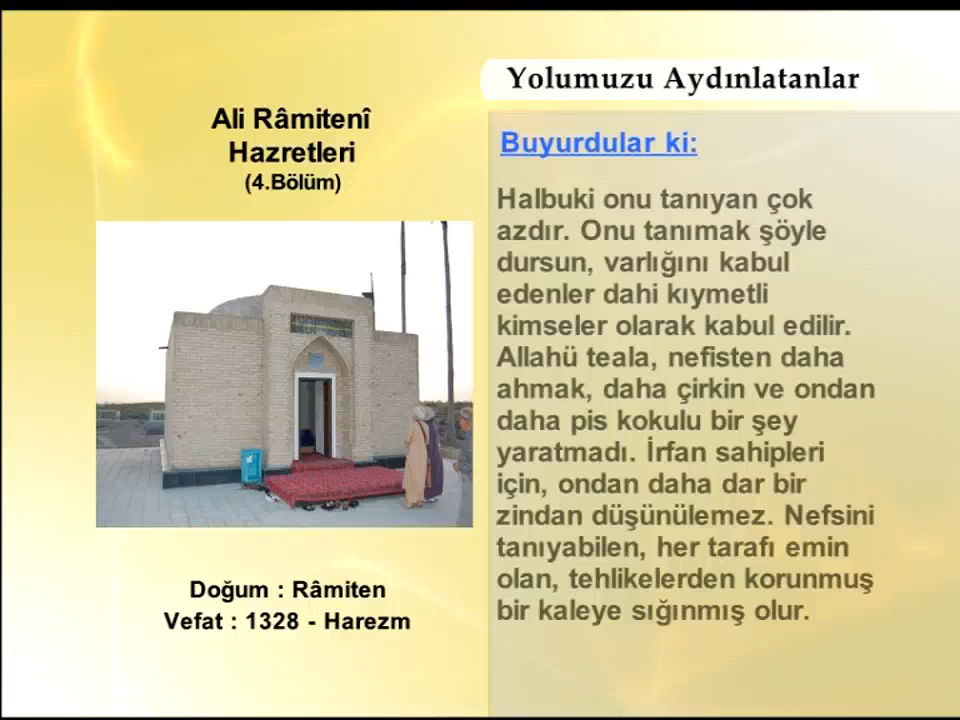 Yolumuzu Aydınlatanlar
Ali Râmitenî
Hazretleri
(4.Bölüm)
Doğum : Râmiten
Vefat : 1328 - Harezm
Buyurdular ki:
Halbuki onu tanıyan çok
azdır. Onu tanımak şöyle
dursun, varlığını kabul
edenler dahi kıymetli
kimseler olarak kabul edilir.
Allahü teala, nefisten daha
ahmak, daha çirkin ve ondan
daha pis kokulu bir şey
yaratmadı. İrfan sahipleri
için, ondan daha dar bir
zindan düşünülemez. Nefsini
tanıyabilen, her tarafı emin
olan, tehlikelerden korunmuş
bir kaleye sığınmış olur.